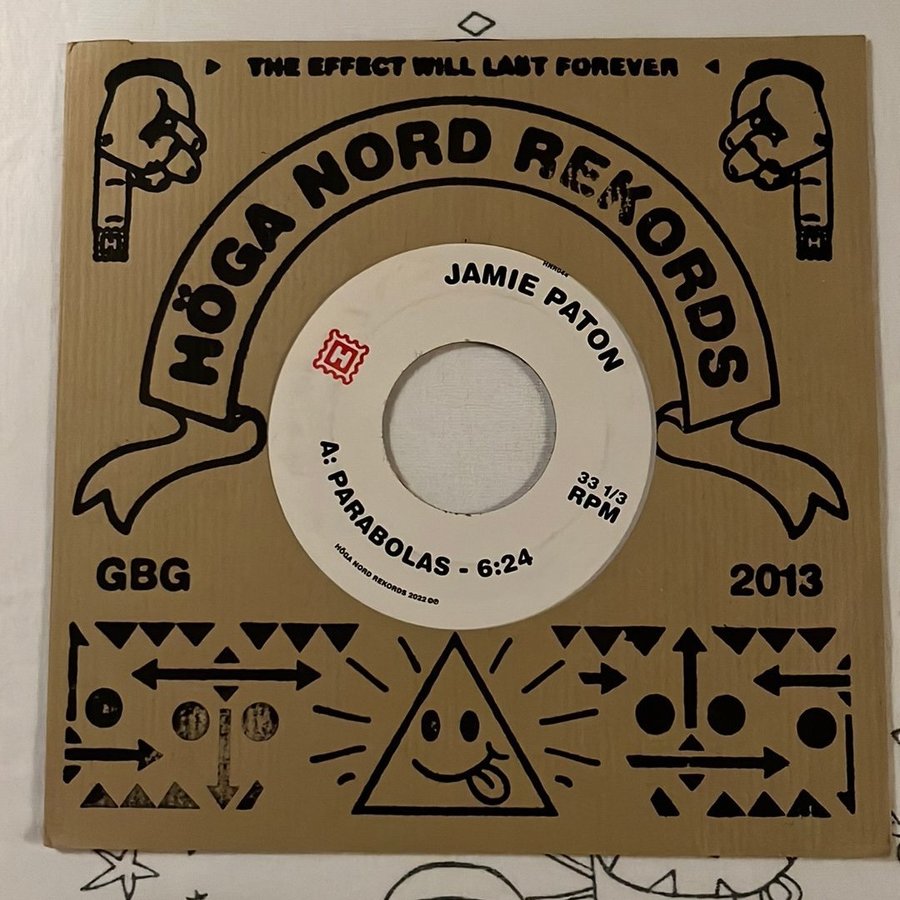 THE EFFECT WILL LAST FOREVER
HÖGA NORD REKORDS
JAMIE PATON
H
33 1/3
RPM
A: PARABOLAS - 6:24
HÖGA NORD REKORDS 2022 ©℗
GBG
2013